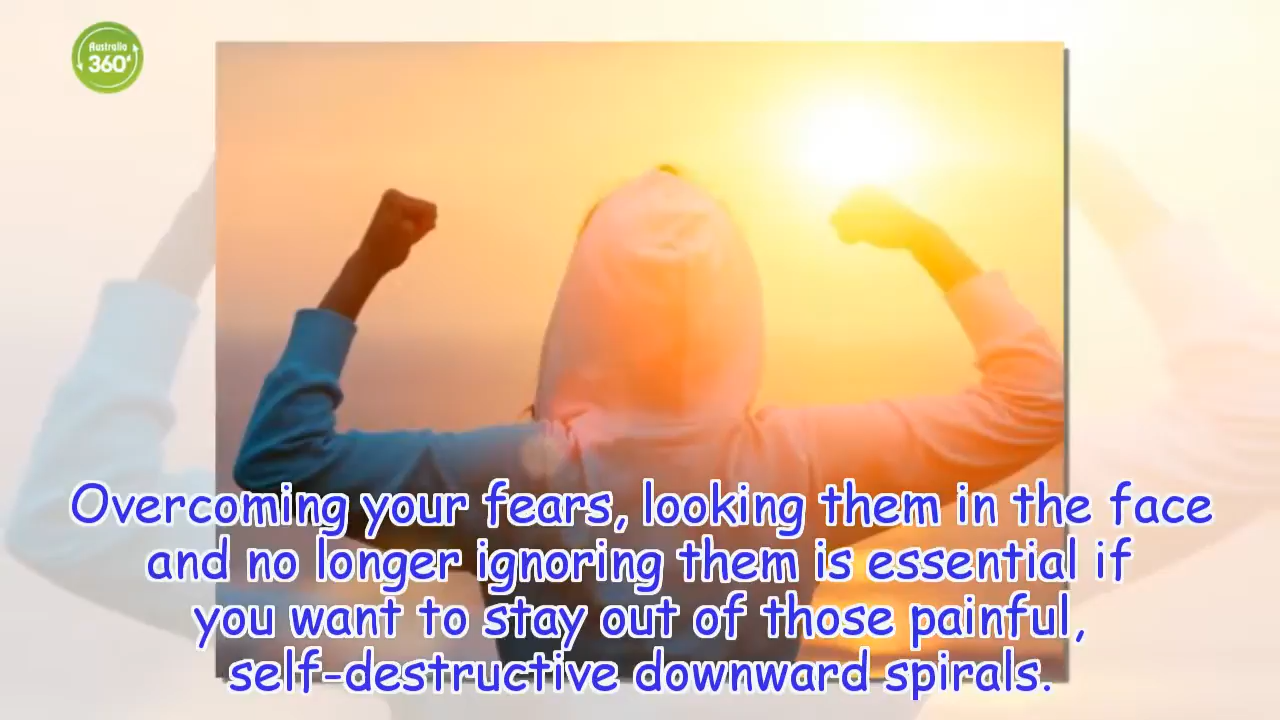 Australia
360°
Overcoming your fears, looking them in the face
and no longer ignoring them is essential if
you want to stay out of those painful,
self-destructive downward spirals.